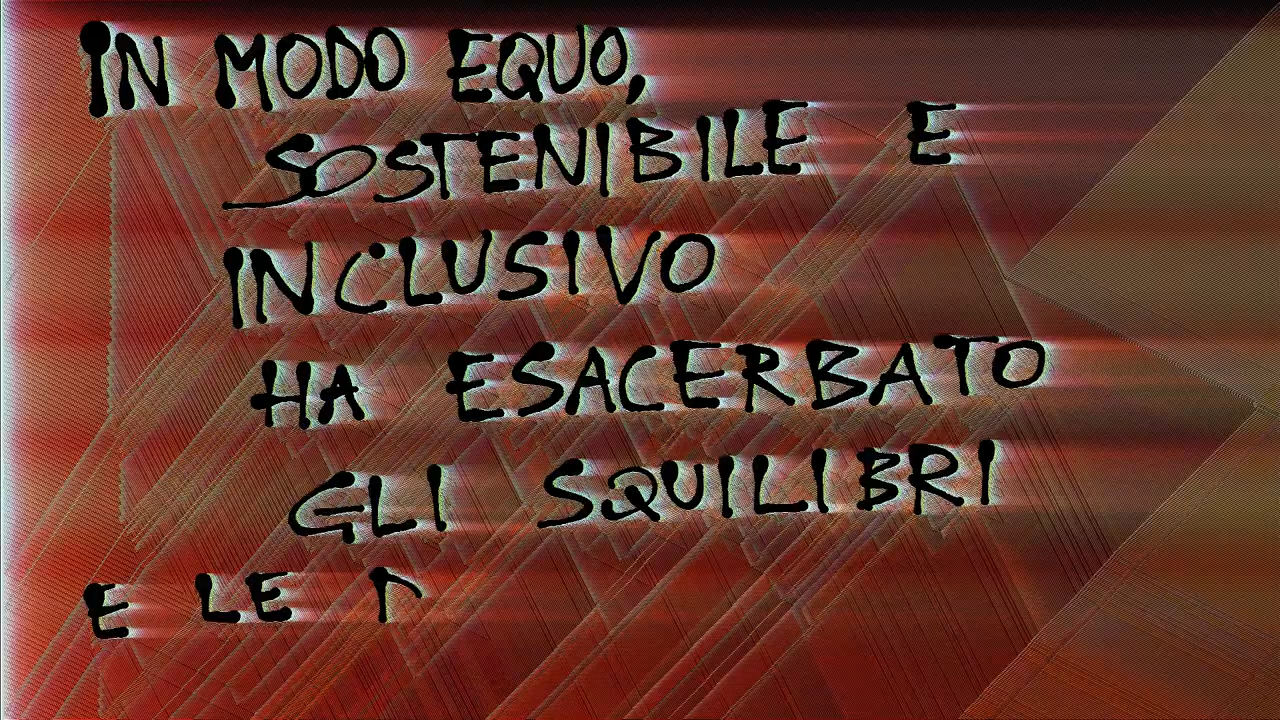 IN MODO EQUO,
SOSTENIBILE E
INCLUSIVO
HA ESACERBATO
GLI SQUILIBRI
E LE